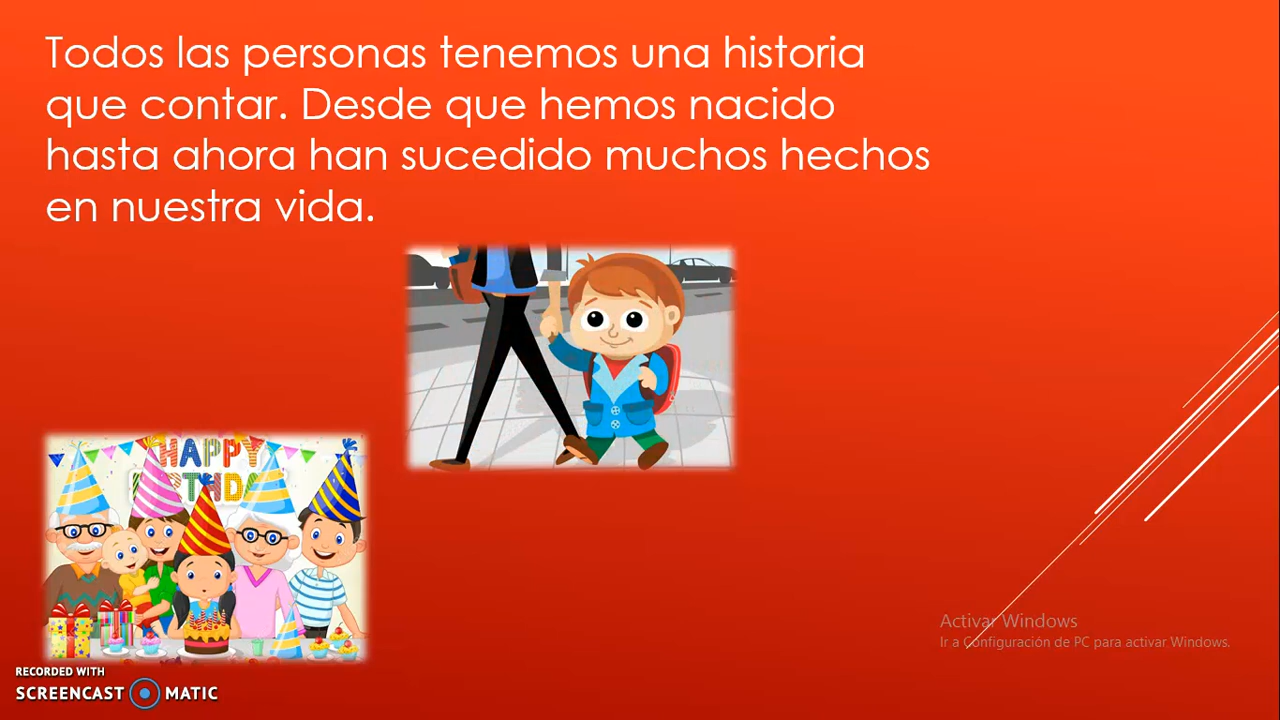 Todos las personas tenemos una historia
que contar. Desde que hemos nacido
hasta ahora han sucedido muchos hechos
en nuestra vida.
HAPPY
Activar Windows
Ir a Configuración de PC para activar Windows.
RECORDED WITH
SCREENCAST MATIC